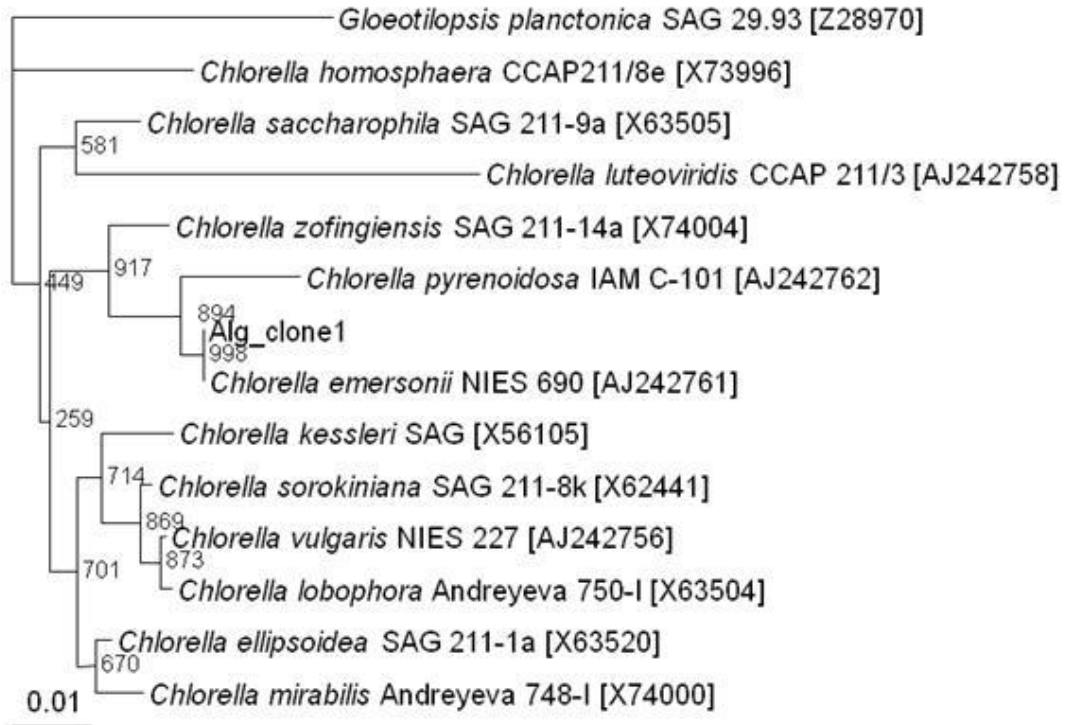 Gloeotilopsis planctonica SAG 29.93 [Z28970]
Chlorella homosphaera CCAP211/8e [X73996]
Chlorella saccharophila SAG 211-9a [X63505]
581
Chlorella luteoviridis CCAP 211/3 [AJ242758]
Chlorella zofingiensis SAG 211-14a [X74004]
917
449
Chlorella pyrenoidosa IAM C-101 [AJ242762]
894
Alg_clone1
998
Chlorella emersonii NIES 690 [AJ242761]
259
Chlorella kessleri SAG [X56105]
714
Chlorella sorokiniana SAG 211-8k [X62441]
869
Chlorella vulgaris NIES 227 [AJ242756]
873
701
Chlorella lobophora Andreyeva 750-I [X63504]
Chlorella ellipsoidea SAG 211-1a [X63520]
670
Chlorella mirabilis Andreyeva 748-I [X74000]
0.01